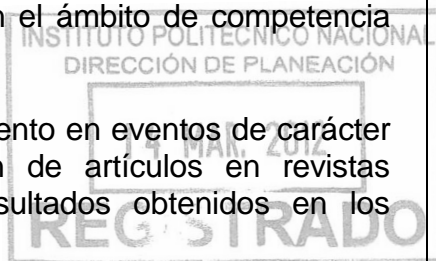 n el ámbito de competencia
INSTITUTO POLITÉCNICO NACIONAL
DIRECCIÓN DE PLANEACIÓN
ento en eventos de carácter
14 MAR. 2012
n de artículos en revistas
sultados obtenidos en los
REGISTRADO